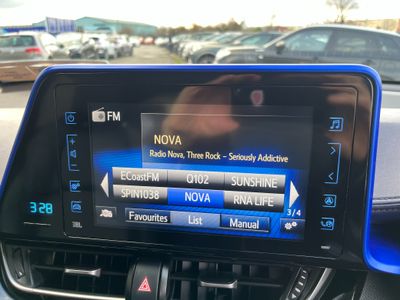 FM
NOVA
Radio Nova, Three Rock – Seriously Addictive
ECoastFM Q102 SUNSHINE
SPIN1038 NOVA RNA LIFE
3/4
Favourites List Manual
3:28
JBL